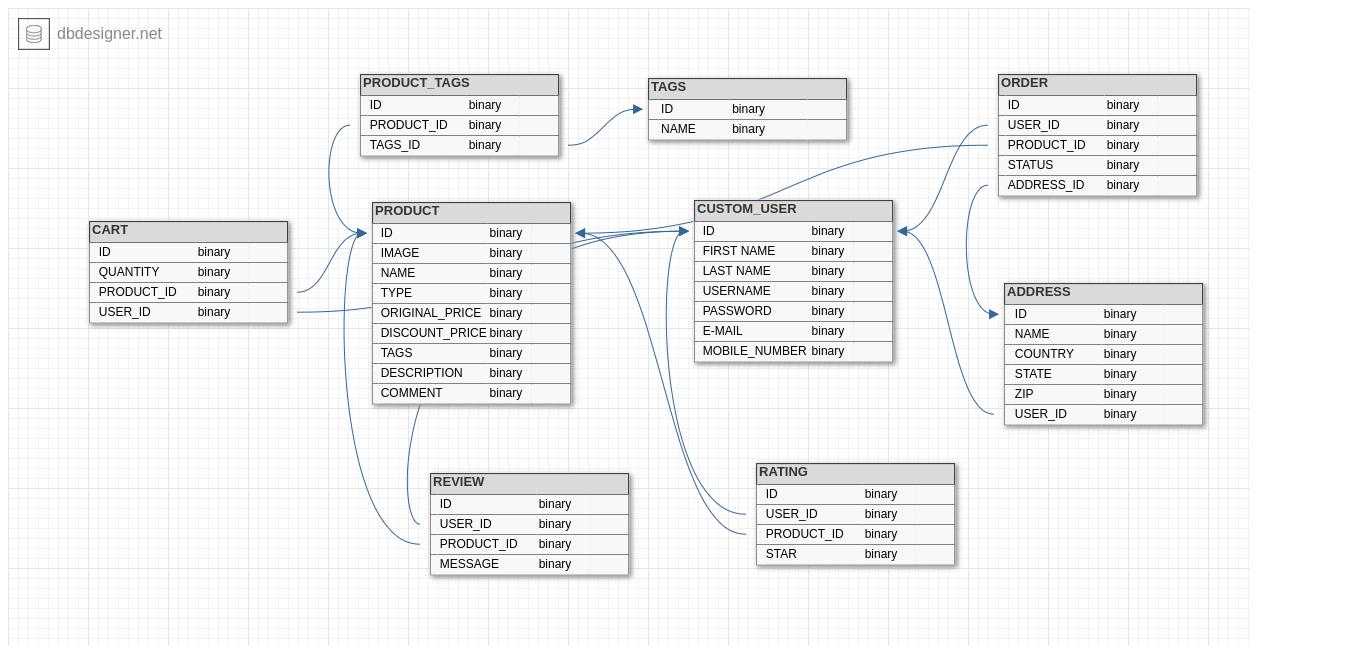 dbdesigner.net
PRODUCT_TAGS
ID binary
PRODUCT_ID binary
TAGS_ID binary
TAGS
ID binary
NAME binary
ORDER
ID binary
USER_ID binary
PRODUCT_ID binary
STATUS binary
ADDRESS_ID binary
CART
ID binary
QUANTITY binary
PRODUCT_ID binary
USER_ID binary
PRODUCT
ID binary
IMAGE binary
NAME binary
TYPE binary
ORIGINAL_PRICE binary
DISCOUNT_PRICE binary
TAGS binary
DESCRIPTION binary
COMMENT binary
CUSTOM_USER
ID binary
FIRST NAME binary
LAST NAME binary
USERNAME binary
PASSWORD binary
E-MAIL binary
MOBILE_NUMBER binary
ADDRESS
ID binary
NAME binary
COUNTRY binary
STATE binary
ZIP binary
USER_ID binary
REVIEW
ID binary
USER_ID binary
PRODUCT_ID binary
MESSAGE binary
RATING
ID binary
USER_ID binary
PRODUCT_ID binary
STAR binary